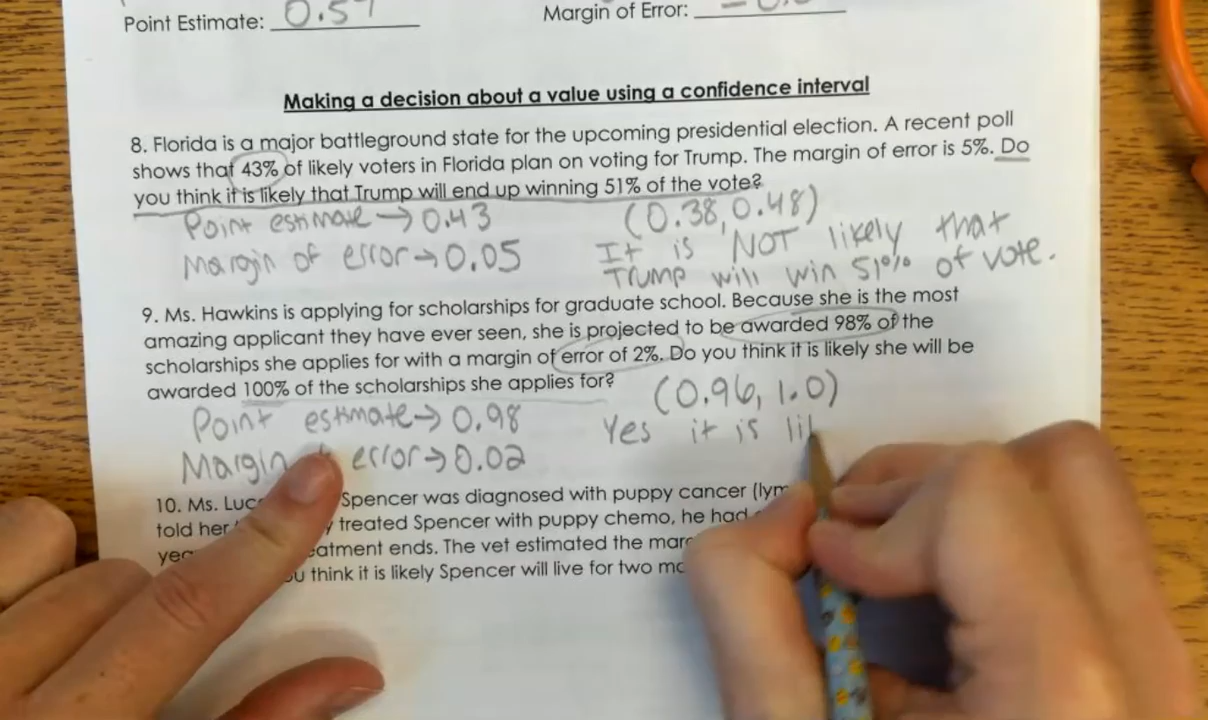 Point Estimate: 0.57 Margin of Error:
Making a decision about a value using a confidence interval
8. Florida is a major battleground state for the upcoming presidential election. A recent poll
shows that 43% of likely voters in Florida plan on voting for Trump. The margin of error is 5%. Do
you think it is likely that Trump will end up winning 51% of the vote?
Point estimate → 0.43 (0.38, 0.48)
Margin of error → 0.05 It is NOT likely that
Trump will win 51% of vote.
9. Ms. Hawkins is applying for scholarships for graduate school. Because she is the most
amazing applicant they have ever seen, she is projected to be awarded 98% of the
scholarships she applies for with a margin of error of 2%. Do you think it is likely she will be
awarded 100% of the scholarships she applies for?
(0.96, 1.0)
Point estimate → 0.98 Yes it is lik
Margin error → 0.02
10. Ms. Luc Spencer was diagnosed with puppy cancer (lym
told her treated Spencer with puppy chemo, he had
yea eatment ends. The vet estimated the marg
ou think it is likely Spencer will live for two mo